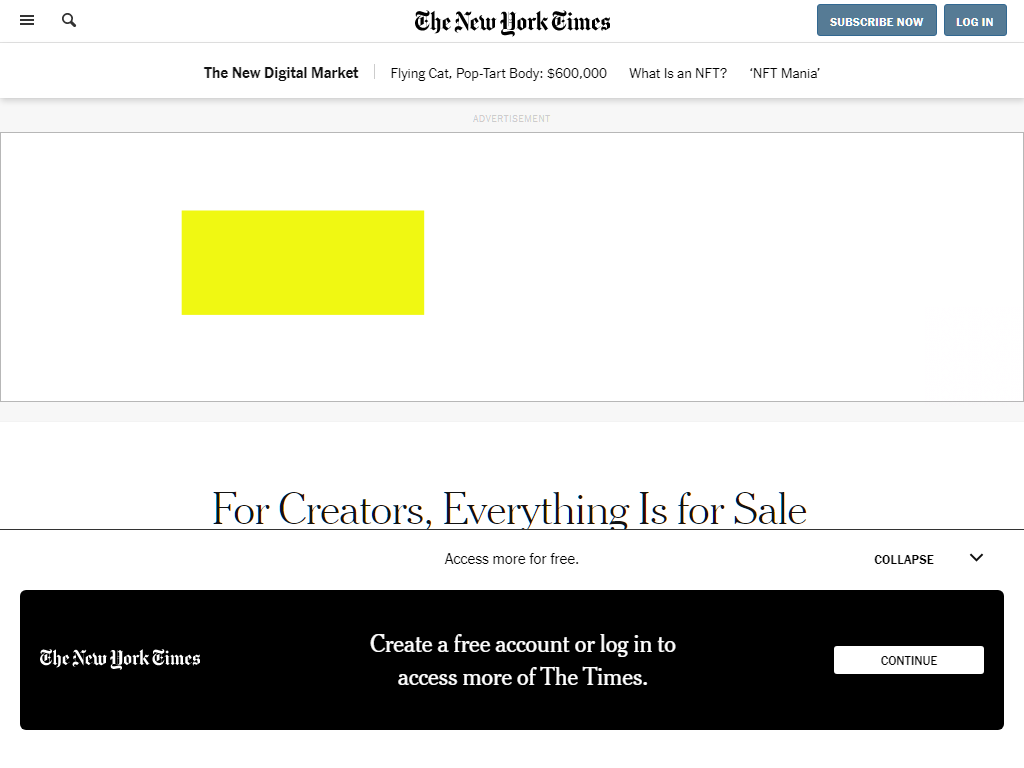 The New York Times
SUBSCRIBE NOW
LOG IN
The New Digital Market
Flying Cat, Pop-Tart Body: $600,000
What Is an NFT?
‘NFT Mania’
ADVERTISEMENT
For Creators, Everything Is for Sale
Access more for free.
COLLAPSE
The New York Times
Create a free account or log in to
access more of The Times.
CONTINUE